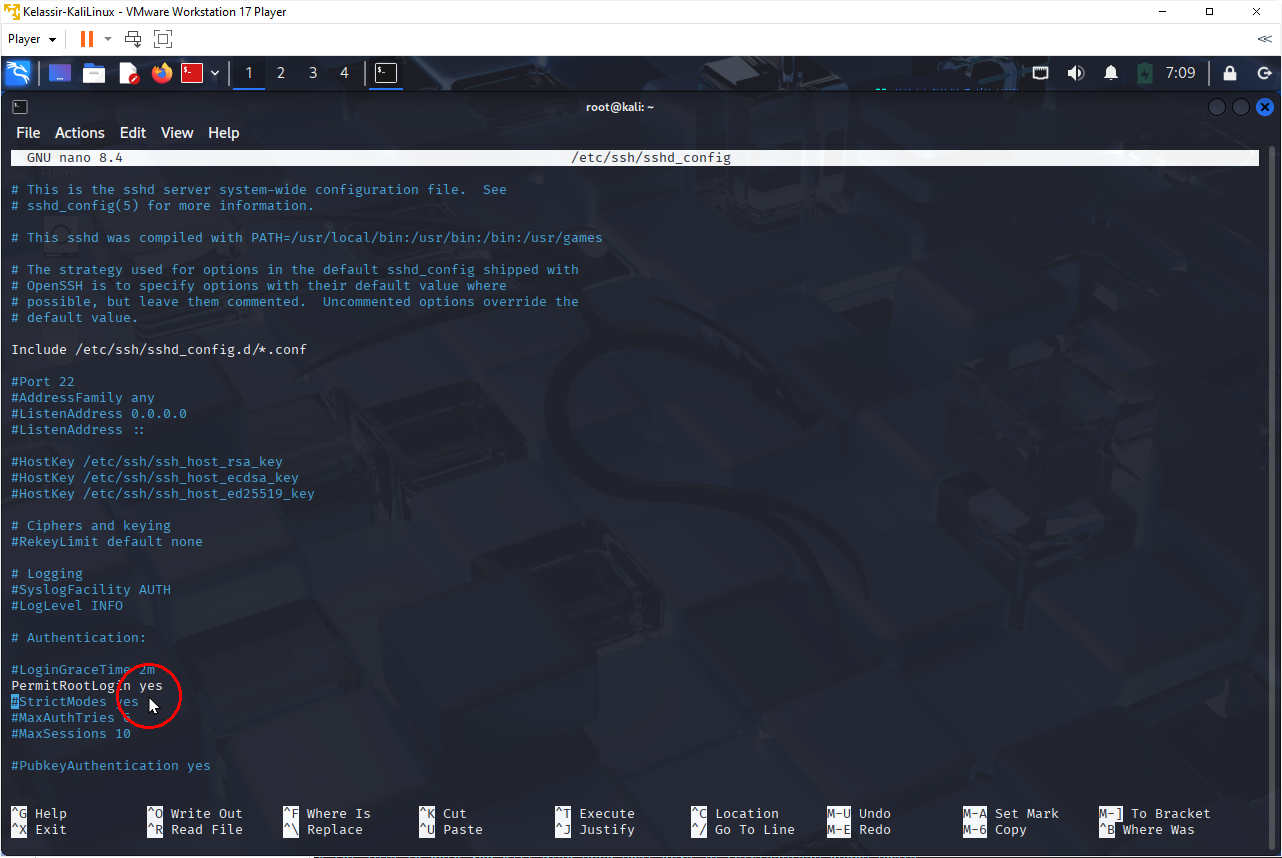 Kelassir-KaliLinux - VMware Workstation 17 Player
Player
1 2 3 4 7:09
root@kali: ~
File Actions Edit View Help
GNU nano 8.4 /etc/ssh/sshd_config
# This is the sshd server system-wide configuration file.  See
# sshd_config(5) for more information.
# This sshd was compiled with PATH=/usr/local/bin:/usr/bin:/bin:/usr/games
# The strategy used for options in the default sshd_config shipped with
# OpenSSH is to specify options with their default value where
# possible, but leave them commented.  Uncommented options override the
# default value.
Include /etc/ssh/sshd_config.d/*.conf
#Port 22
#AddressFamily any
#ListenAddress 0.0.0.0
#ListenAddress ::
#HostKey /etc/ssh/ssh_host_rsa_key
#HostKey /etc/ssh/ssh_host_ecdsa_key
#HostKey /etc/ssh/ssh_host_ed25519_key
# Ciphers and keying
#RekeyLimit default none
# Logging
#SyslogFacility AUTH
#LogLevel INFO
# Authentication:
#LoginGraceTime 2m
PermitRootLogin yes
#StrictModes yes
#MaxAuthTries 6
#MaxSessions 10
#PubkeyAuthentication yes
^G Help ^O Write Out ^F Where Is ^K Cut ^T Execute ^C Location M-U Undo M-A Set Mark M-] To Bracket
^X Exit ^R Read File ^\ Replace ^U Paste ^J Justify ^/ Go To Line M-E Redo M-6 Copy ^B Where Was